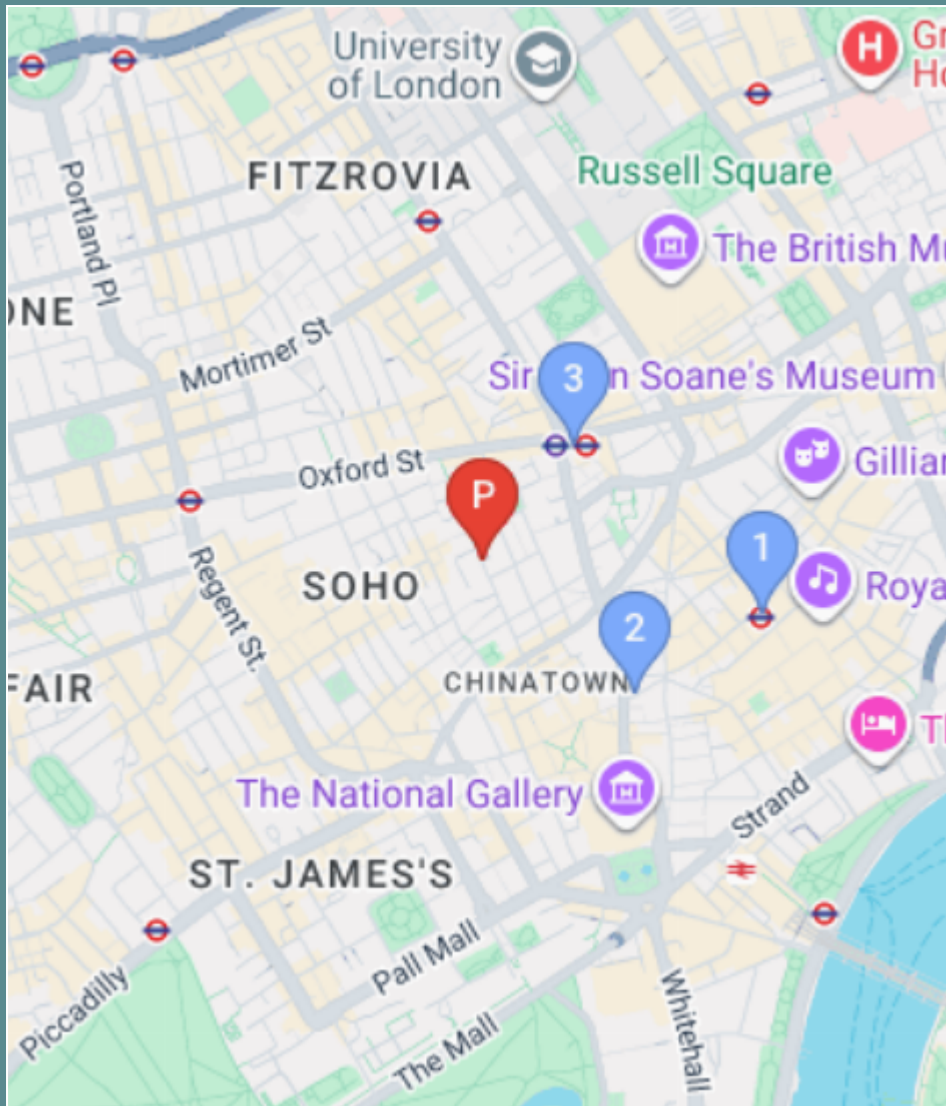 University
of London
H
Gr
Ho
FITZROVIA
Portland Pl
Russell Square
The British Mu
ONE
Mortimer St
3
Sir
n Soane's Museum
Oxford St
P
Gillian
1
SOHO
Regent St.
Roya
2
FAIR
CHINATOWN
Th
The National Gallery
Strand
ST. JAMES'S
Pall Mall
Piccadilly
The Mall
Whitehall